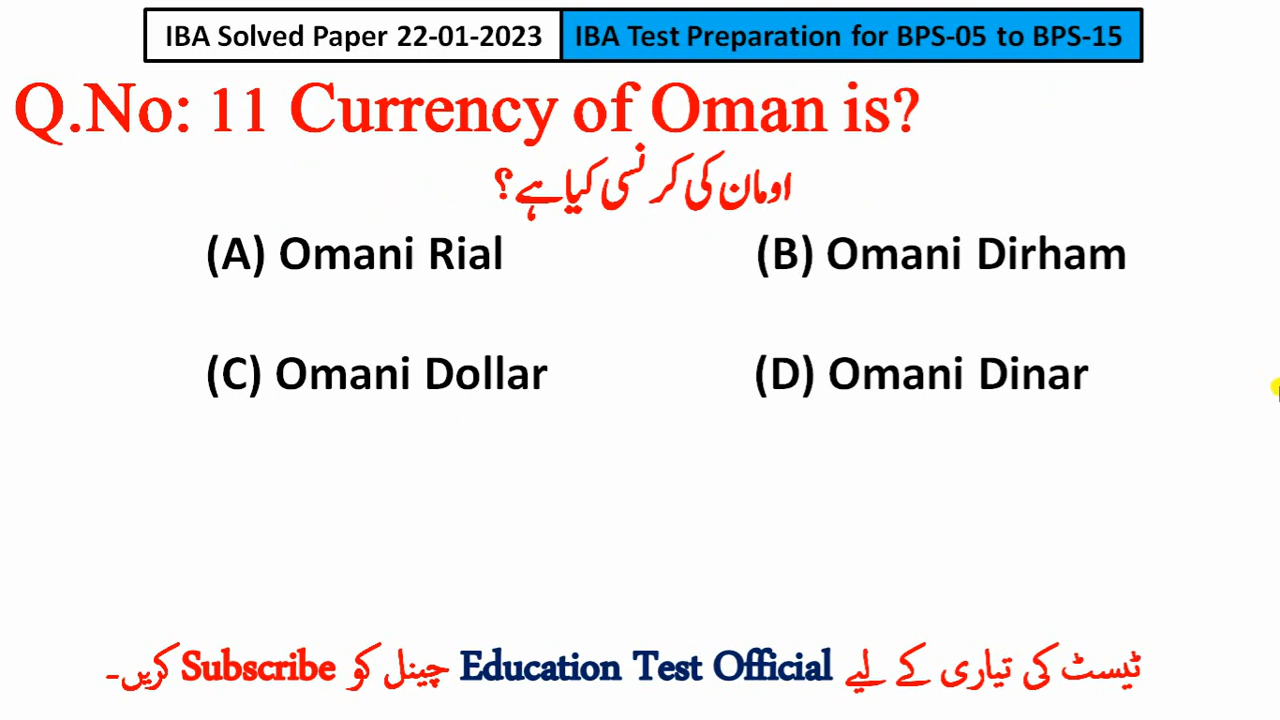 IBA Solved Paper 22-01-2023 IBA Test Preparation for BPS-05 to BPS-15
Q.No: 11 Currency of Oman is?
اومان کی کرنسی کیا ہے؟
(A) Omani Rial (B) Omani Dirham
(C) Omani Dollar (D) Omani Dinar
ٹیسٹ کی تیاری کے لیے Education Test Official چینل کو Subscribe کریں۔